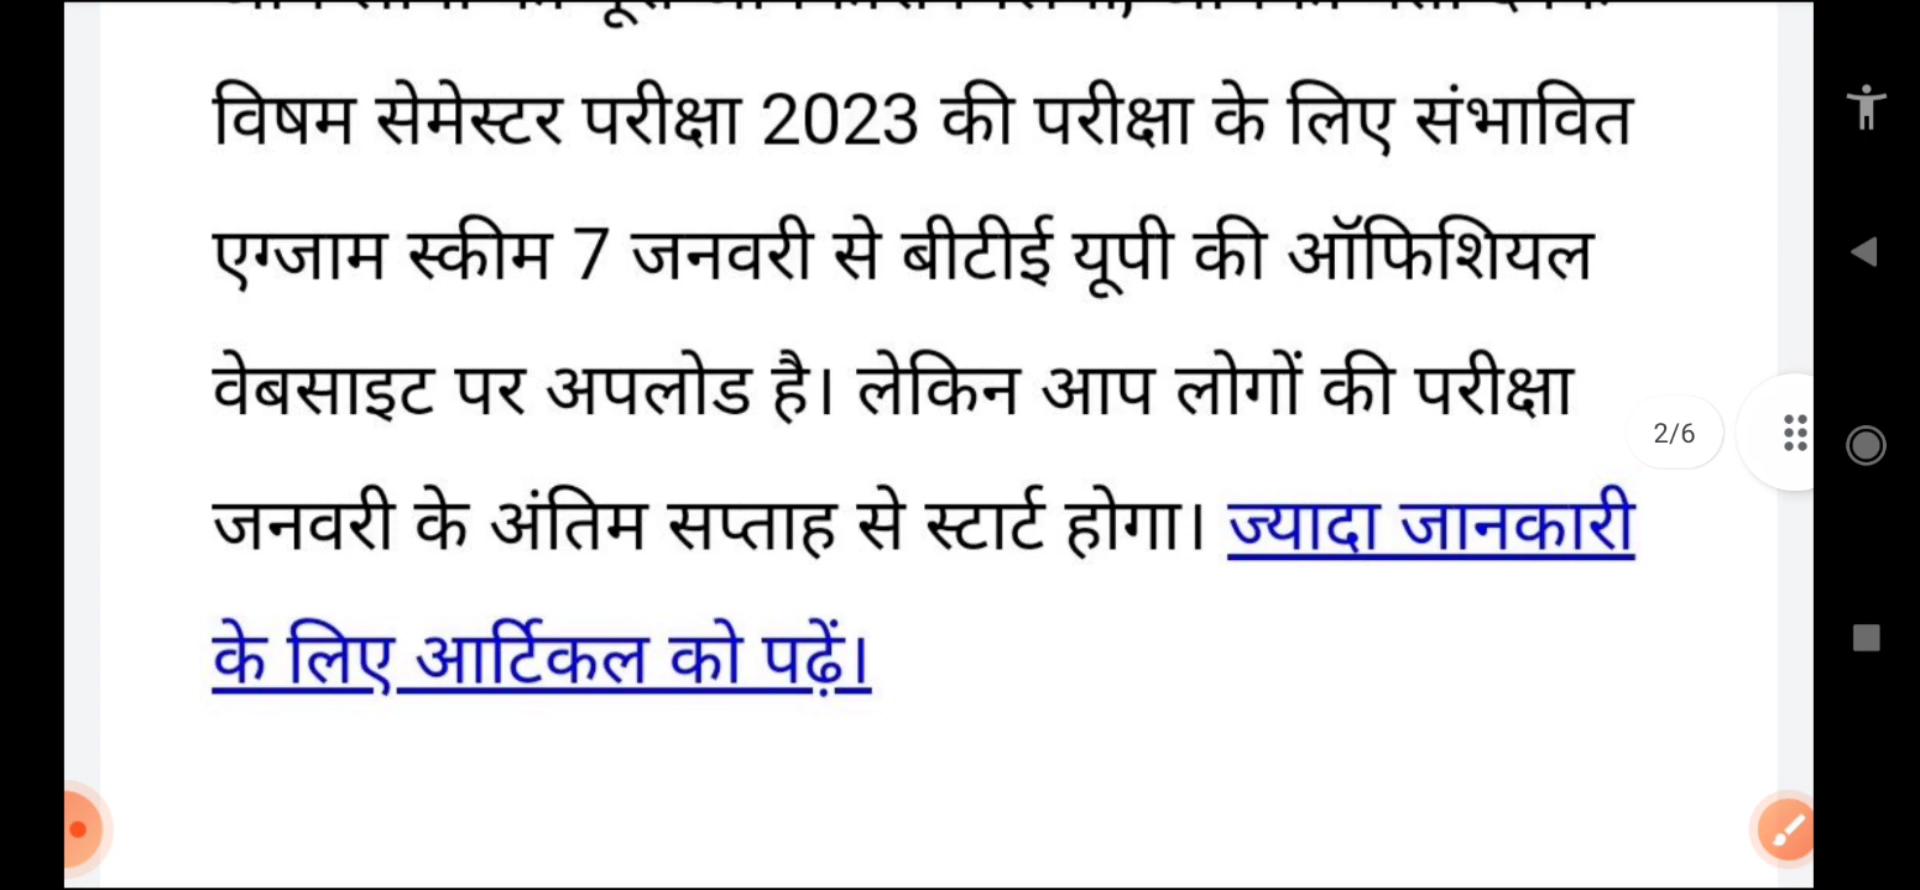 विषम सेमेस्टर परीक्षा 2023 की परीक्षा के लिए संभावित
एग्जाम स्कीम 7 जनवरी से बीटीई यूपी की ऑफिशियल
वेबसाइट पर अपलोड है। लेकिन आप लोगों की परीक्षा
2/6
जनवरी के अंतिम सप्ताह से स्टार्ट होगा। ज्यादा जानकारी
के लिए आर्टिकल को पढ़ें।